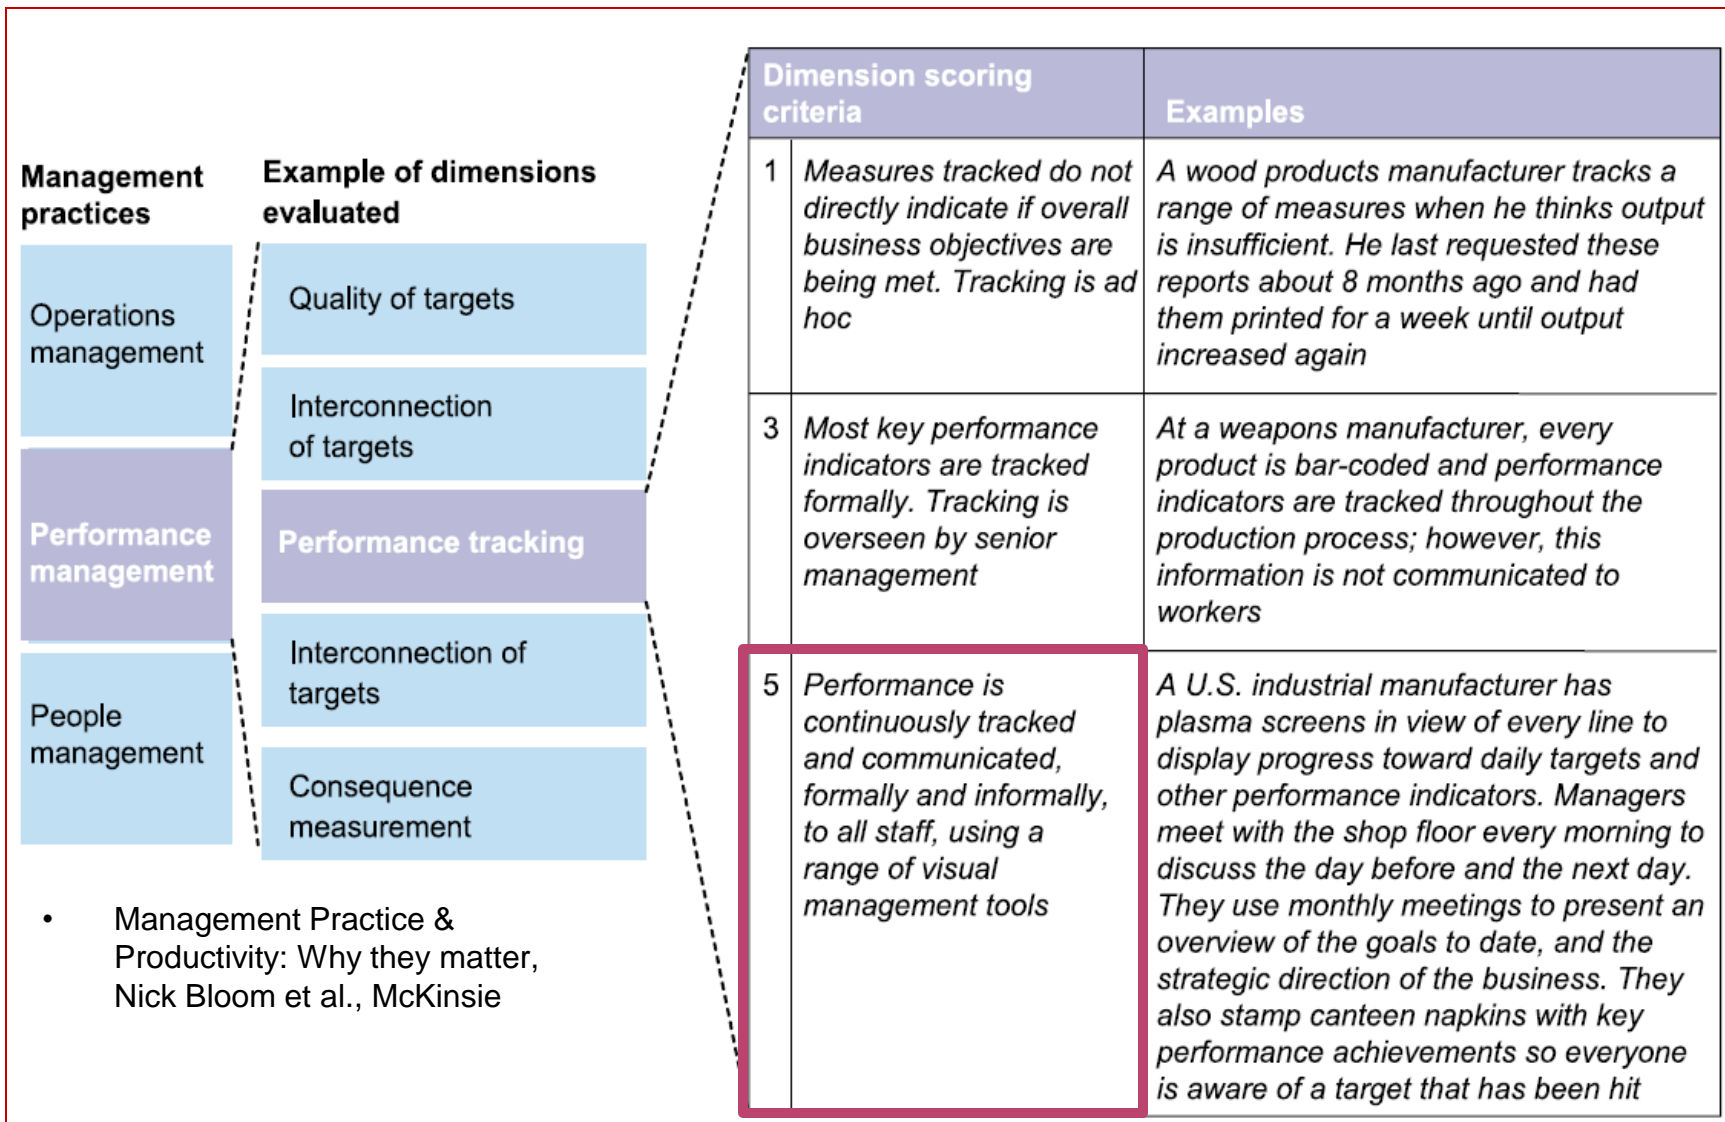 Management
practices
Operations
management
Performance
management
People
management
Example of dimensions
evaluated
Quality of targets
Interconnection
of targets
Performance tracking
Interconnection of
targets
Consequence
measurement
• Management Practice &
Productivity: Why they matter,
Nick Bloom et al., McKinsie
Dimension scoring
criteria
Examples
1
Measures tracked do not
directly indicate if overall
business objectives are
being met. Tracking is ad
hoc
A wood products manufacturer tracks a
range of measures when he thinks output
is insufficient. He last requested these
reports about 8 months ago and had
them printed for a week until output
increased again
3
Most key performance
indicators are tracked
formally. Tracking is
overseen by senior
management
At a weapons manufacturer, every
product is bar-coded and performance
indicators are tracked throughout the
production process; however, this
information is not communicated to
workers
5
Performance is
continuously tracked
and communicated,
formally and informally,
to all staff, using a
range of visual
management tools
A U.S. industrial manufacturer has
plasma screens in view of every line to
display progress toward daily targets and
other performance indicators. Managers
meet with the shop floor every morning to
discuss the day before and the next day.
They use monthly meetings to present an
overview of the goals to date, and the
strategic direction of the business. They
also stamp canteen napkins with key
performance achievements so everyone
is aware of a target that has been hit